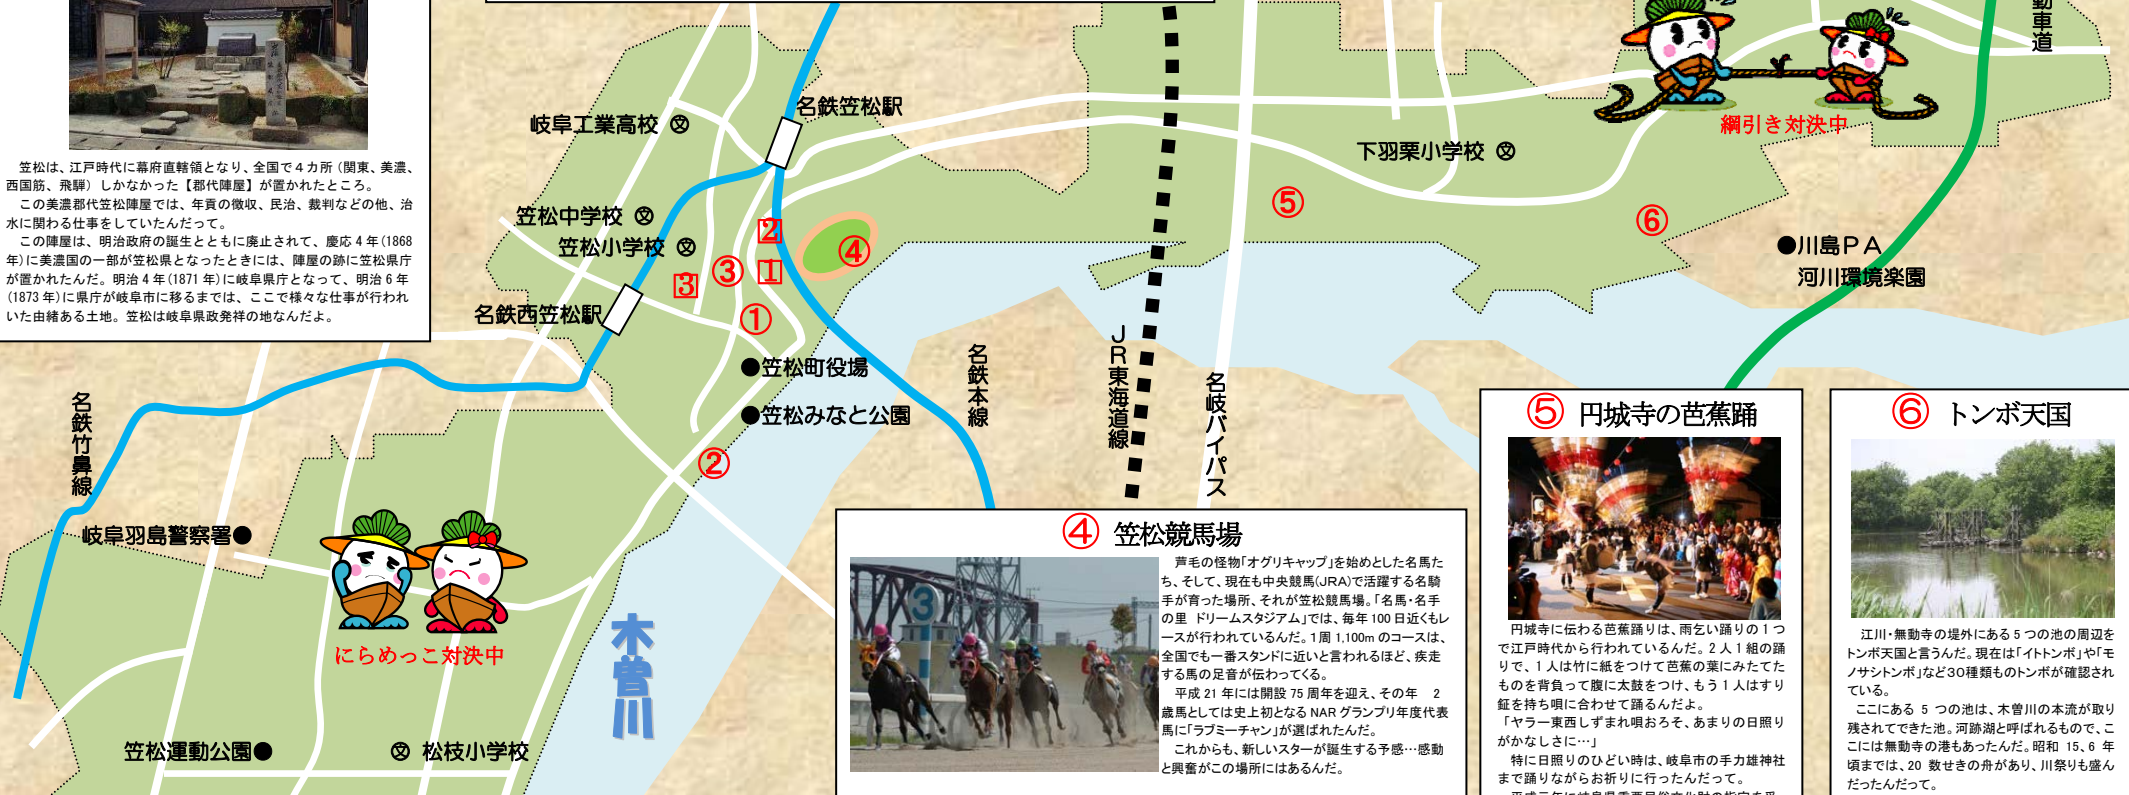 笠松は、江戸時代に幕府直轄領となり、全国で４カ所（関東、美濃、
西国筋、飛騨）しかなかった【郡代陣屋】が置かれたところ。
この美濃郡代笠松陣屋では、年貢の徴収、民治、裁判などの他、治
水に関わる仕事をしていたんだって。
この陣屋は、明治政府の誕生とともに廃止されて、慶応４年(1868
年)に美濃国の一部が笠松県となったときには、陣屋の跡に笠松県庁
が置かれたんだ。明治４年(1871年)に岐阜県庁となって、明治６年
(1873年)に県庁が岐阜市に移るまでは、ここで様々な仕事が行われ
いた由緒ある土地。笠松は岐阜県政発祥の地なんだよ。
動車道
綱引き対決中
名鉄笠松駅
岐阜工業高校 文
下羽栗小学校 文
笠松中学校 文
笠松小学校 文
2
④
⑤
⑥
3
③
1
①
●川島ＰＡ
河川環境楽園
名鉄西笠松駅
●笠松町役場
●笠松みなと公園
②
名鉄竹鼻線
名鉄本線
ＪＲ東海道線
名岐バイパス
岐阜羽島警察署●
にらめっこ対決中
木曽川
笠松運動公園●
文 松枝小学校
④ 笠松競馬場
3
芦毛の怪物「オグリキャップ」を始めとした名馬た
ち、そして、現在も中央競馬(JRA)で活躍する名騎
手が育った場所、それが笠松競馬場。「名馬・名手
の里 ドリームスタジアム」では、毎年100日近くもレ
ースが行われているんだ。1周1,100mのコースは、
全国でも一番スタンドに近いと言われるほど、疾走
する馬の足音が伝わってくる。
平成21年には開設75周年を迎え、その年 2
歳馬としては史上初となるNARグランプリ年度代表
馬に「ラブミーチャン」が選ばれたんだ。
これからも、新しいスターが誕生する予感…感動
と興奮がこの場所にはあるんだ。
⑤ 円城寺の芭蕉踊
円城寺に伝わる芭蕉踊りは、雨乞い踊りの１つ
で江戸時代から行われているんだ。２人１組の踊
りで、１人は竹に紙をつけて芭蕉の葉にみたてた
ものを背負って腹に太鼓をつけ、もう１人はすり
鉦を持ち唄に合わせて踊るんだよ。
「ヤラー東西しずまれ唄おろそ、あまりの日照り
がかなしさに…」
特に日照りのひどい時は、岐阜市の手力雄神社
まで踊りながらお祈りに行ったんだって。
⑥ トンボ天国
江川・無動寺の堤外にある５つの池の周辺を
トンボ天国と言うんだ。現在は「イトトンボ」や「モ
ノサシトンボ」など３０種類ものトンボが確認され
ている。
ここにある 5 つの池は、木曽川の本流が取り
残されてできた池。河跡湖と呼ばれるもので、こ
こには無動寺の港もあったんだ。昭和 15、6 年
頃までは、20 数せきの舟があり、川祭りも盛ん
だったんだって。